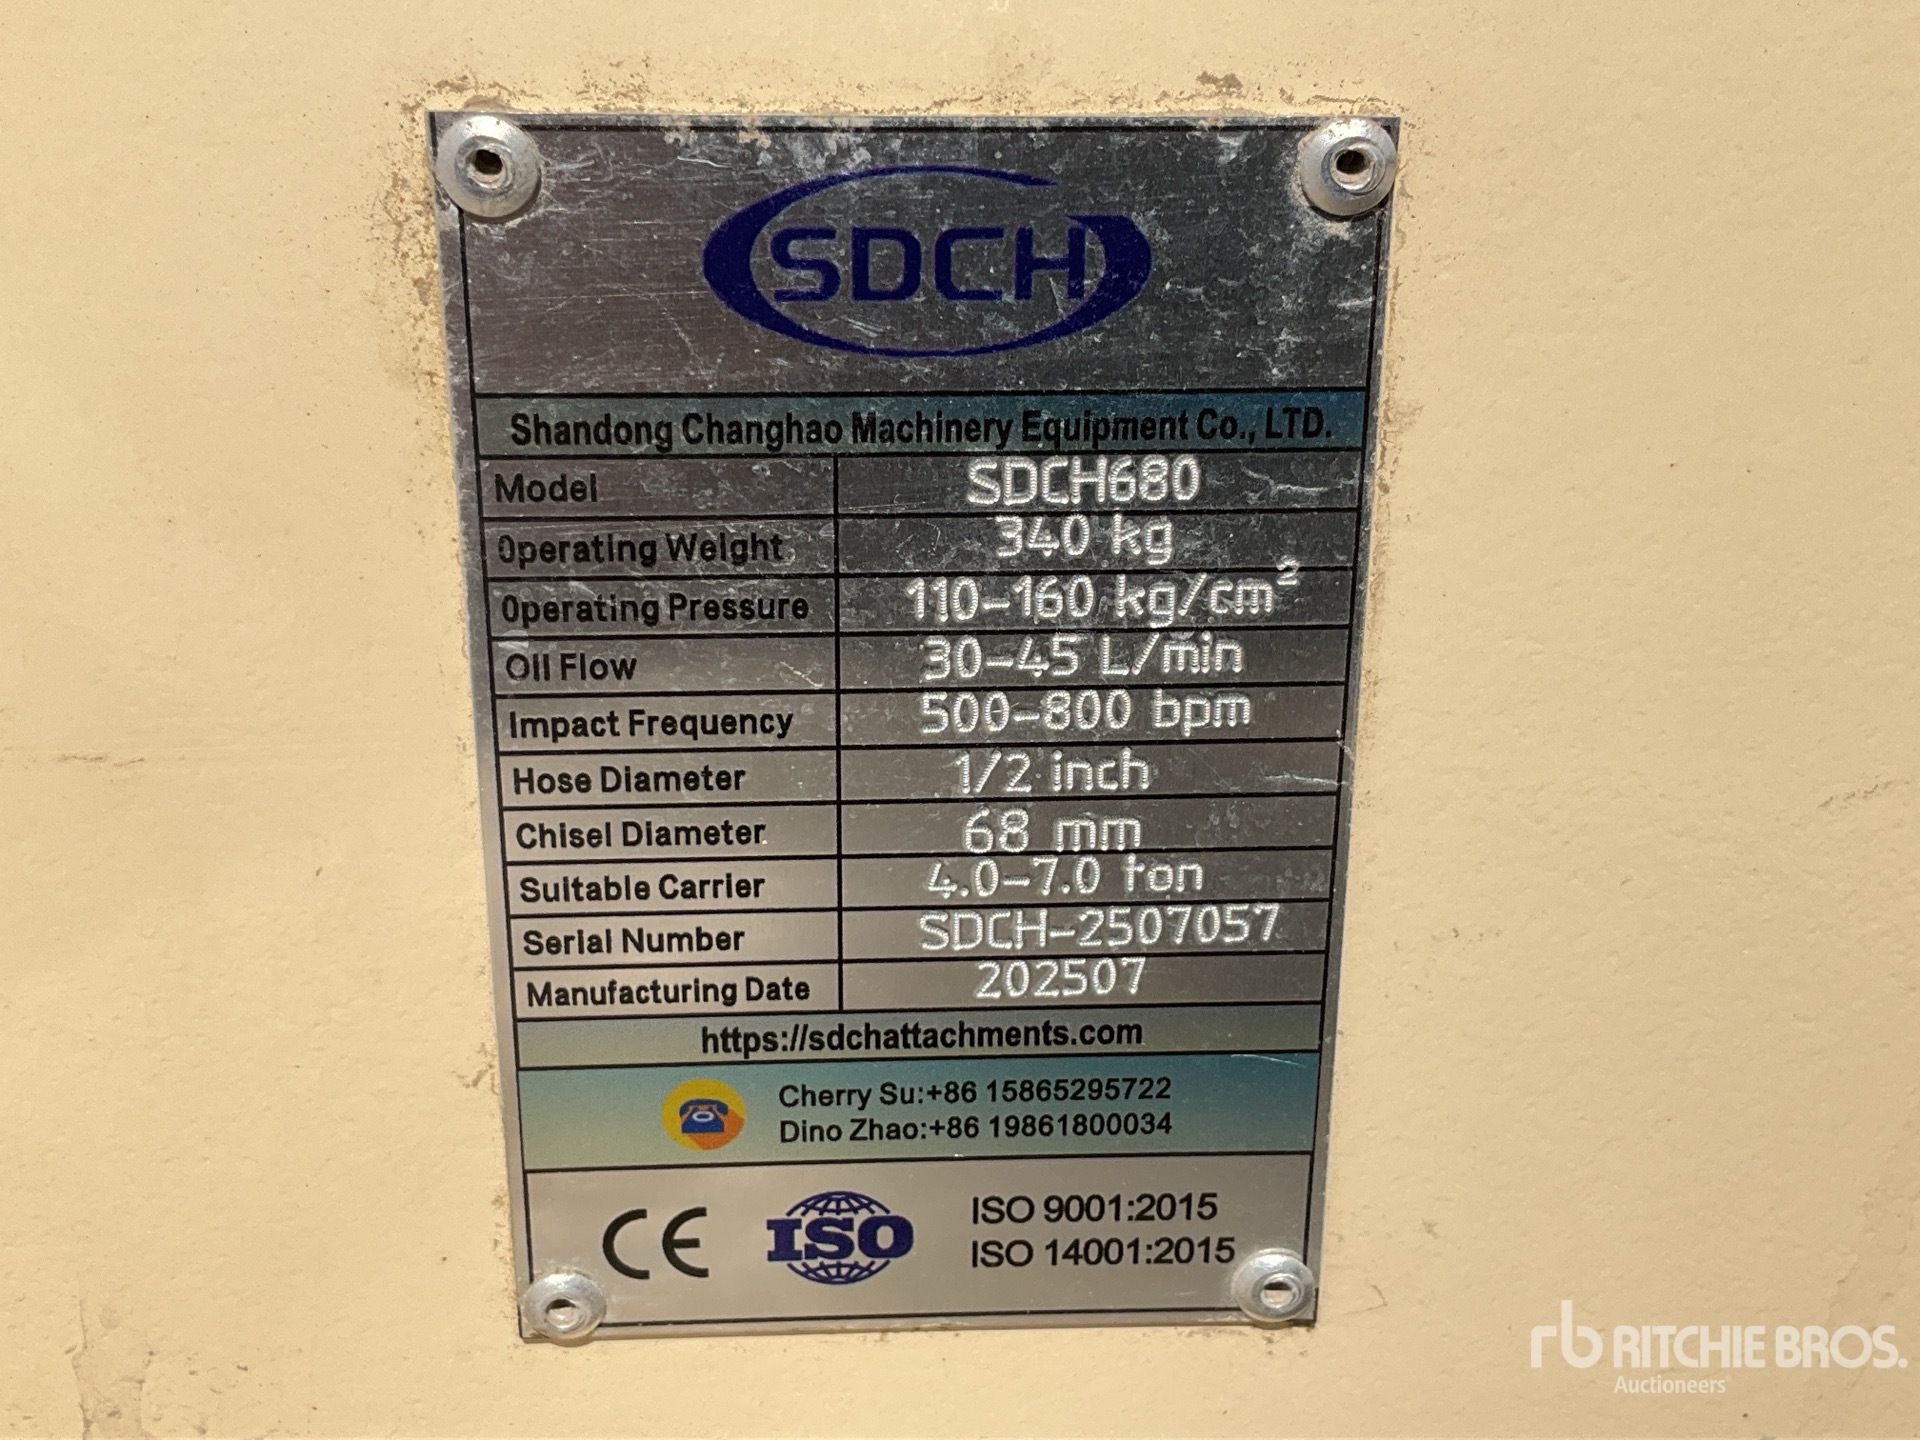 SDCH
Shandong Changhao Machinery Equipment Co., LTD.
Model SDCH680
Operating Weight 340 kg
Operating Pressure 110-160 kg/cm²
Oil Flow 30-45 L/min
Impact Frequency 500-800 bpm
Hose Diameter 1/2 inch
Chisel Diameter 68 mm
Suitable Carrier 4.0-7.0 ton
Serial Number SDCH-2507057
Manufacturing Date 202507
https://sdchattachments.com
Cherry Su:+86 15865295722
Dino Zhao:+86 19861800034
CE ISO ISO 9001:2015
ISO 14001:2015
rb RITCHIE BROS.
Auctioneers